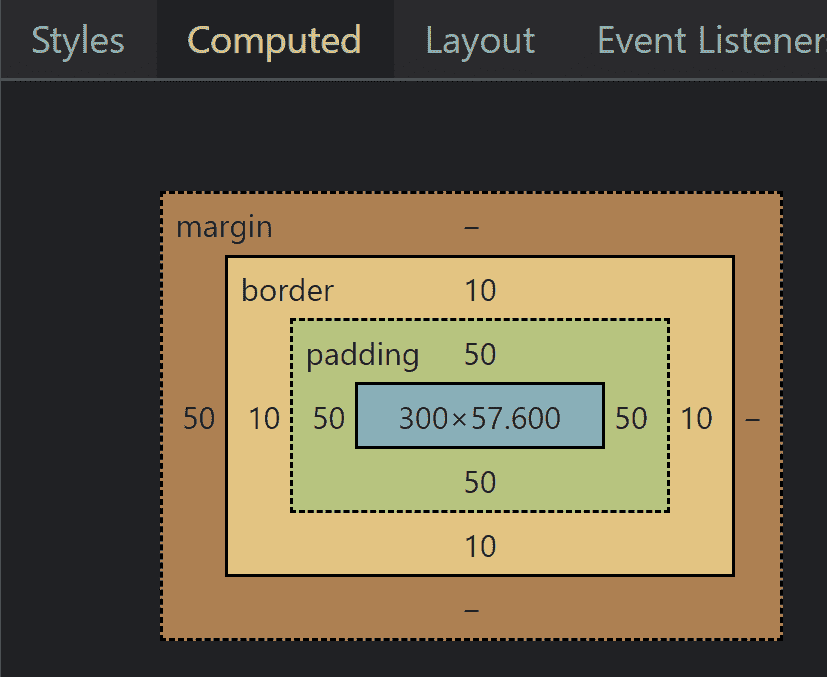 Styles Computed Layout Event Listener
margin –
border 10
padding 50
50 10 50 300×57.600 50 10 –
50
10
–